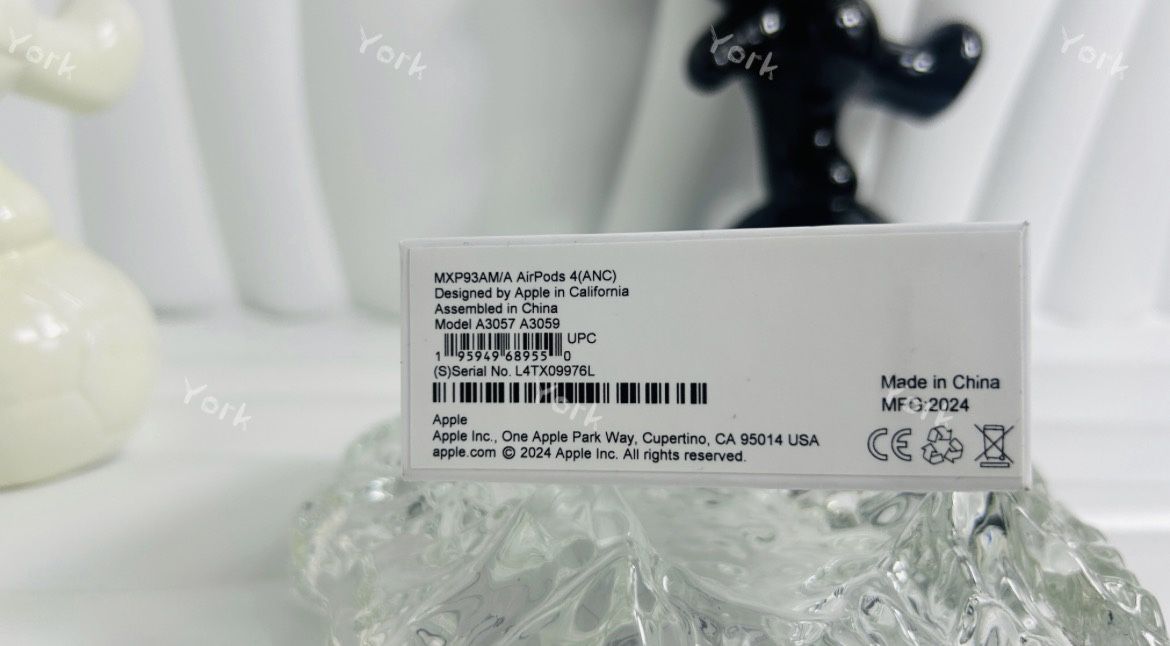 York
York
York
York
MXP93AM/A AirPods 4(ANC)
Designed by Apple in California
Assembled in China
Model A3057 A3059
UPC
1 95949 68955 0
(S)Serial No. L4TX09976L
Made in China
MFG:2024
York
York
York
Apple
Apple Inc., One Apple Park Way, Cupertino, CA 95014 USA
apple.com © 2024 Apple Inc. All rights reserved.
CE